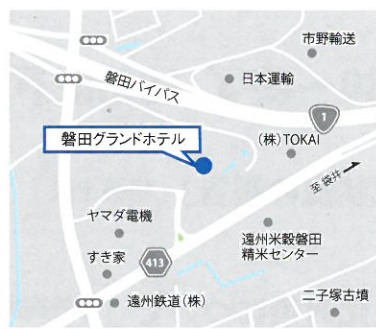 市野輸送
日本運輸
磐田バイパス
1
(株)TOKAI
磐田グランドホテル
至 袋井
ヤマダ電機
遠州米穀磐田
精米センター
すき家
413
遠州鉄道(株)
二子塚古墳